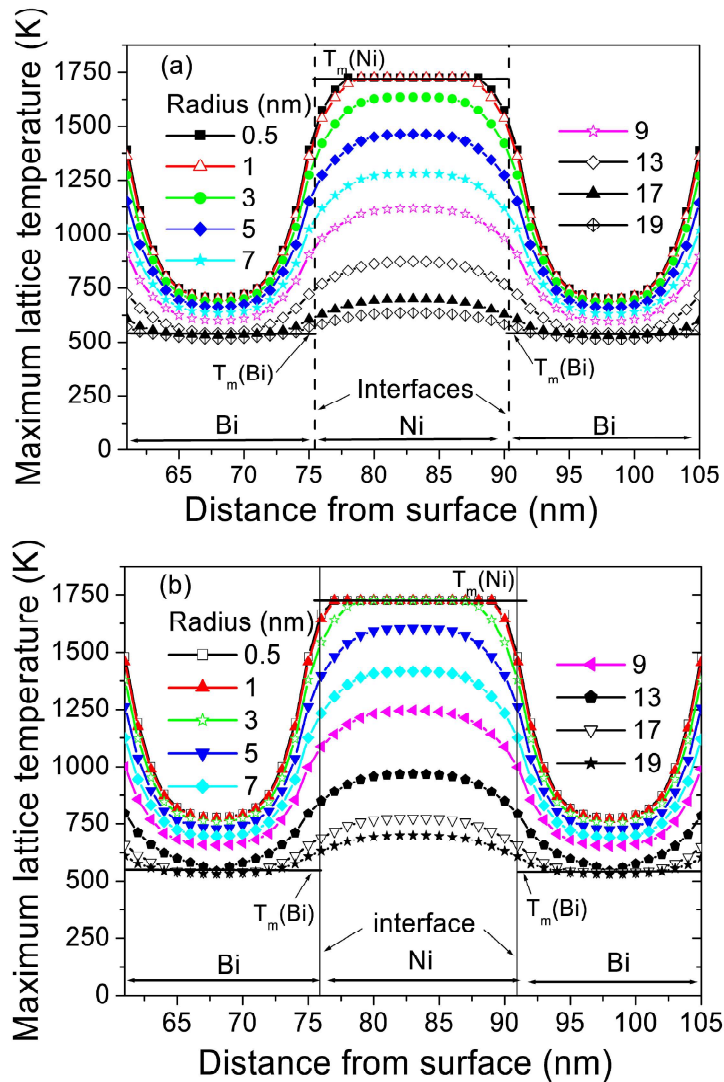 (a)
T_m(Ni)
Radius (nm)
0.5
1
3
5
7
9
13
17
19
T_m(Bi)
T_m(Bi)
Interfaces
Bi
Ni
Bi
1750
1500
1250
1000
750
500
250
0
65 70 75 80 85 90 95 100 105
Maximum lattice temperature (K)
Distance from surface (nm)
(b)
T_m(Ni)
Radius (nm)
0.5
1
3
5
7
9
13
17
19
T_m(Bi)
T_m(Bi)
interface
Bi
Ni
Bi
1750
1500
1250
1000
750
500
250
0
65 70 75 80 85 90 95 100 105
Maximum lattice temperature (K)
Distance from surface (nm)